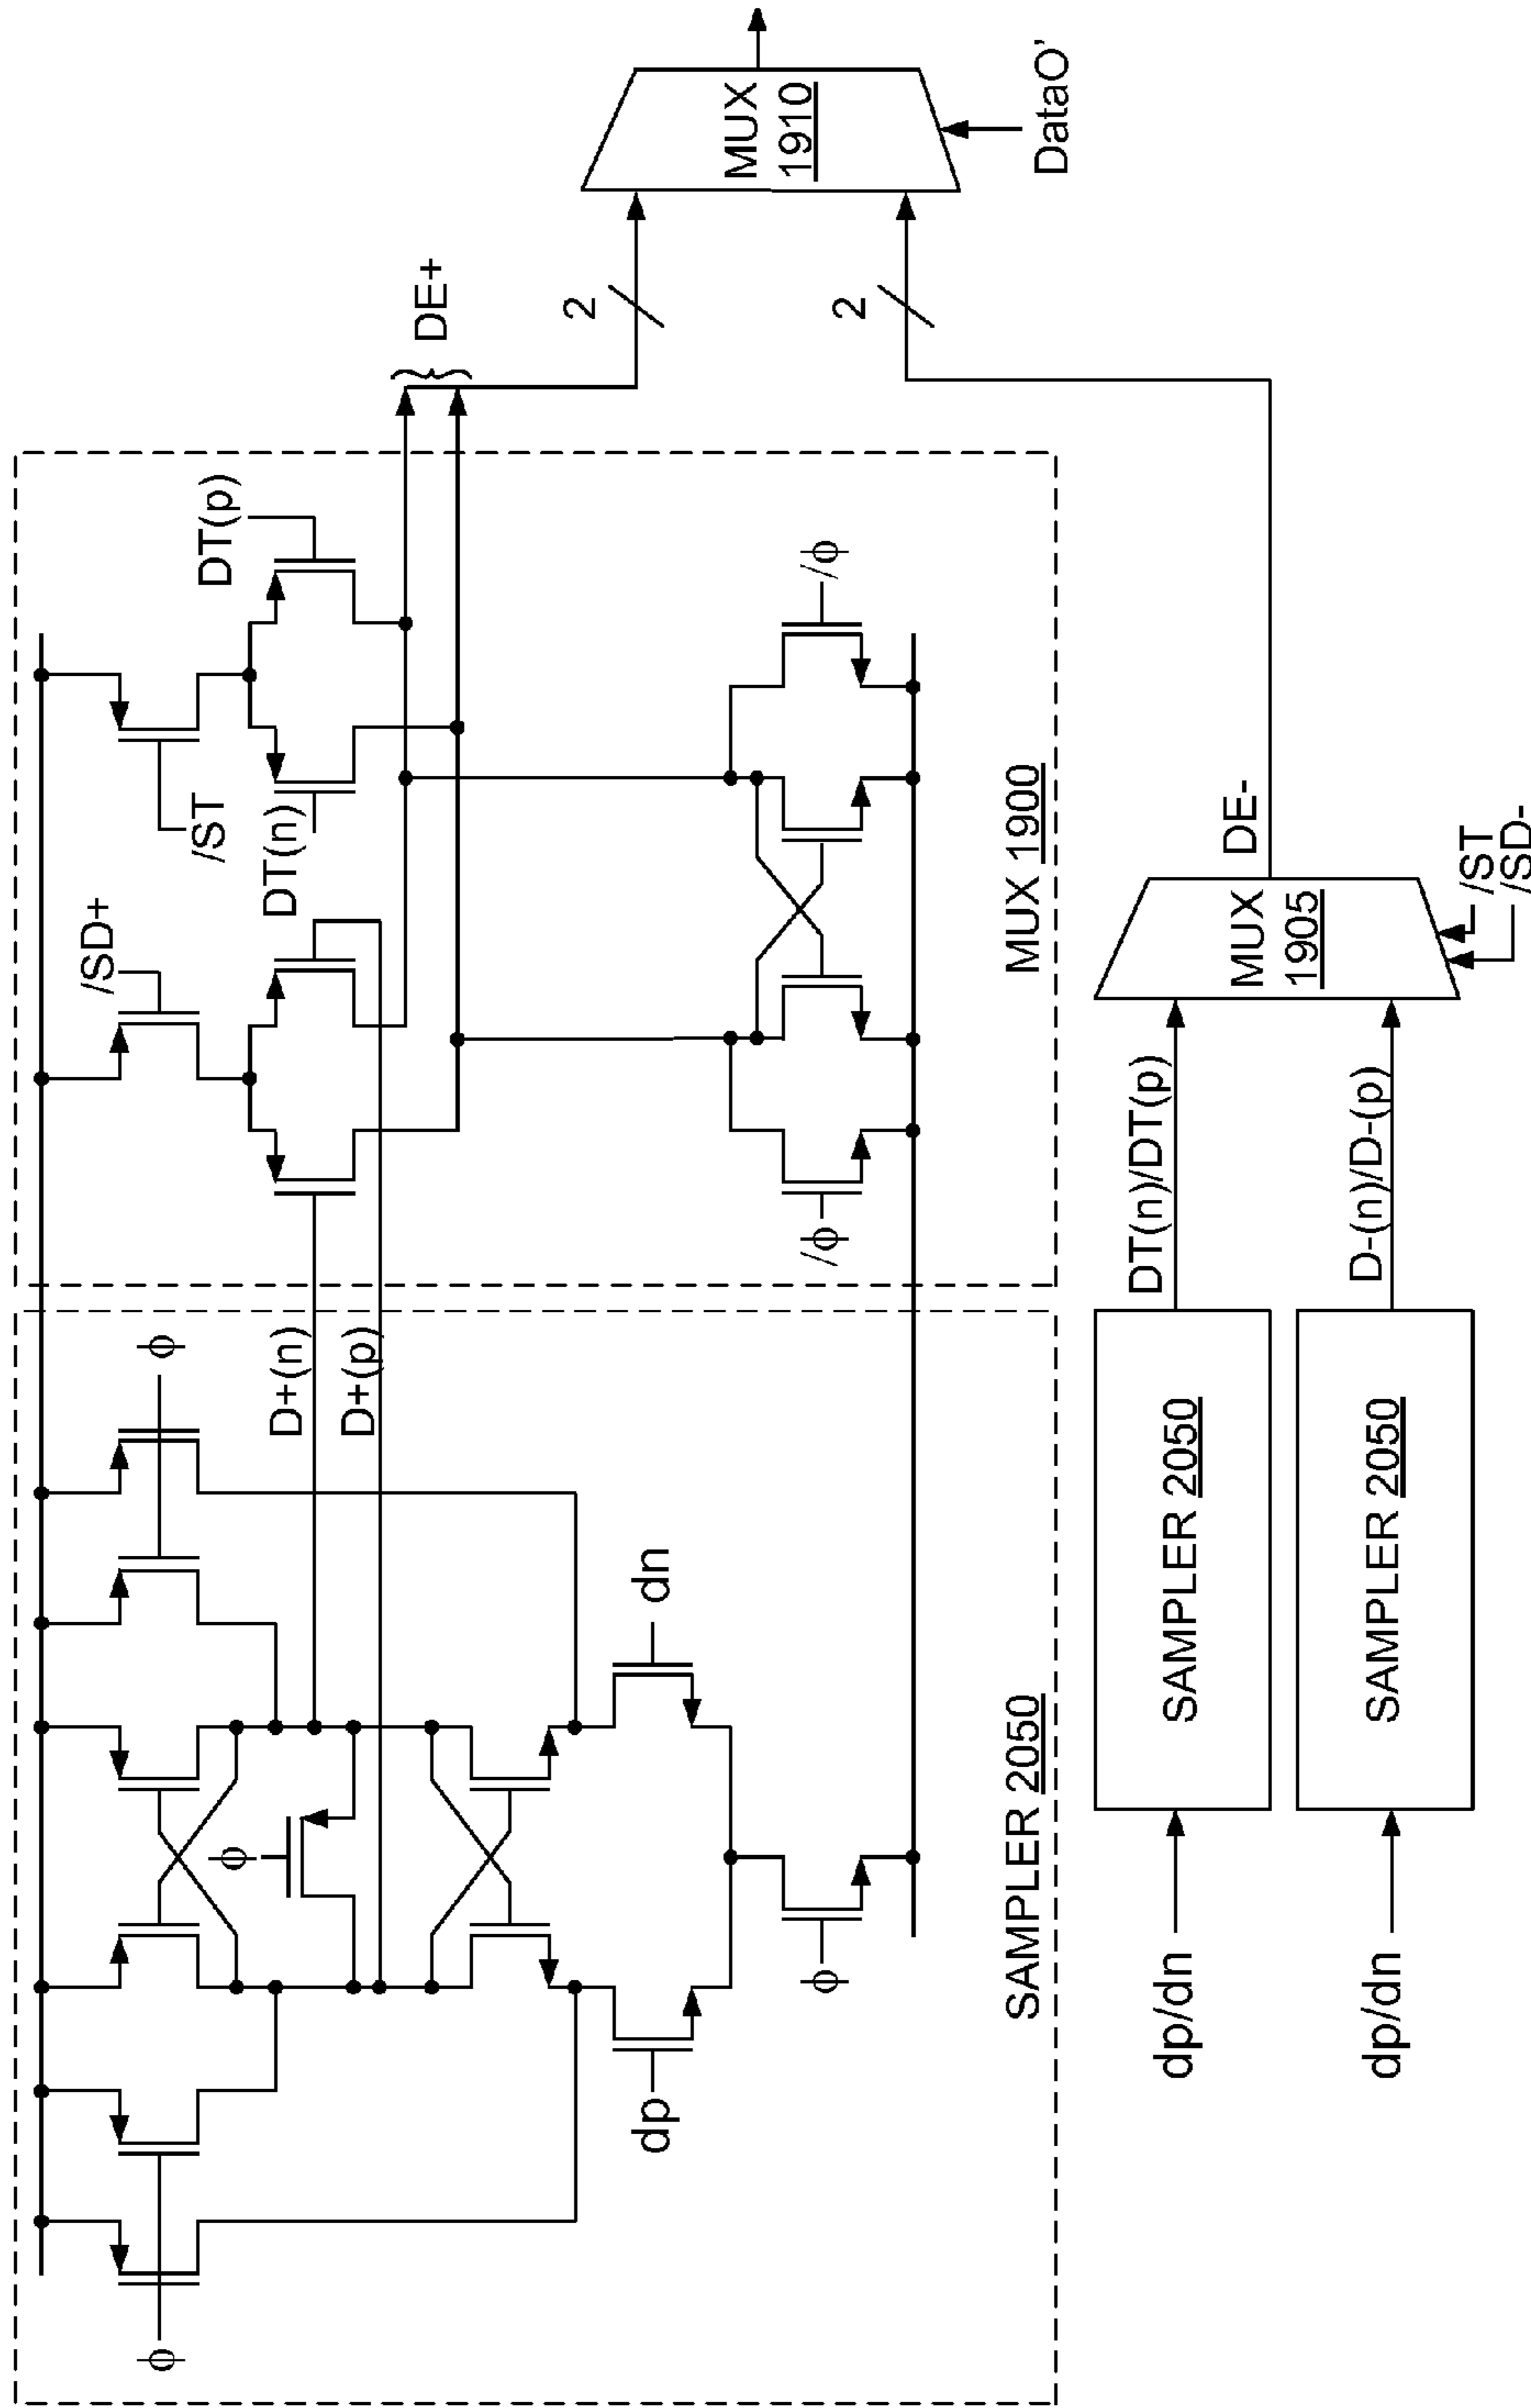 ϕ
ϕ
ϕ
D+(n)
D+(p)
dp
dn
ϕ
SAMPLER 2050
/SD+
/ST
DT(n)
DT(p)
/ϕ
/ϕ
MUX 1900
DE+
2
2
MUX
1910
DataO'
dp/dn
SAMPLER 2050
DT(n)/DT(p)
dp/dn
SAMPLER 2050
D-(n)/D-(p)
MUX
1905
DE-
/ST
/SD-